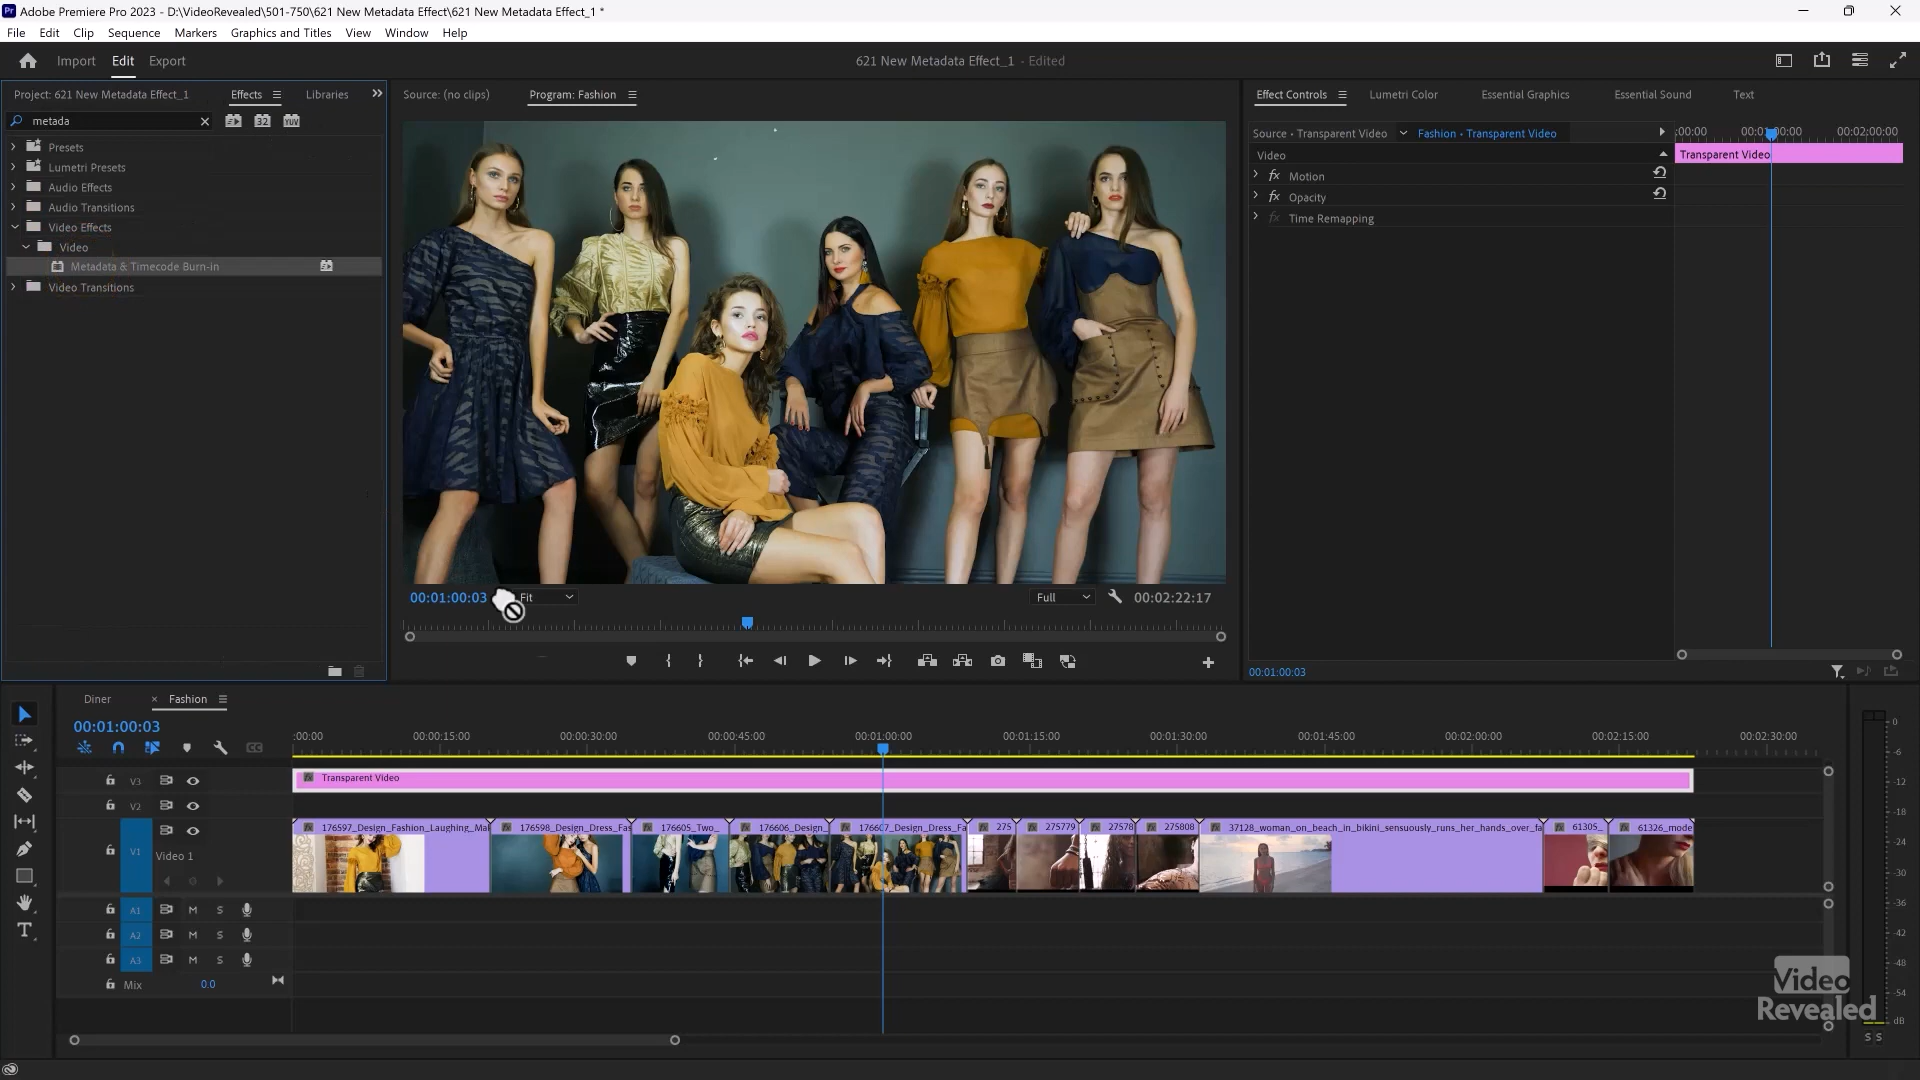 Adobe Premiere Pro 2023 - D:\VideoRevealed\501-750\621 New Metadata Effect\621 New Metadata Effect_1 *
File Edit Clip Sequence Markers Graphics and Titles View Window Help
Import Edit Export
621 New Metadata Effect_1 - Edited
Project: 621 New Metadata Effect_1 Effects Libraries
metada
32 YUV
Presets
Lumetri Presets
Audio Effects
Audio Transitions
Video Effects
Video
Metadata & Timecode Burn-in
Video Transitions
Source: (no clips) Program: Fashion
00:01:00:03 Fit Full 00:02:22:17
Effect Controls Lumetri Color Essential Graphics Essential Sound Text
Source • Transparent Video Fashion • Transparent Video
:00:00 00:01:00:00 00:02:00:00
Video
Transparent Video
fx Motion
fx Opacity
fx Time Remapping
00:01:00:03
Diner × Fashion
00:01:00:03
:00:00 00:00:15:00 00:00:30:00 00:00:45:00 00:01:00:00 00:01:15:00 00:01:30:00 00:01:45:00 00:02:00:00 00:02:15:00 00:02:30:00
V3 Transparent Video
V2
V1 Video 1
176597_Design_Fashion_Laughing_Mal 176598_Design_Dress_Fas 176605_Two_ 176606_Design_ 176607_Design_Dress_Fa 275 275779 27578 275808 37128_woman_on_beach_in_bikini_sensuously_runs_her_hands_over_fa 61305_ 61326_mode
A1 M S
A2 M S
A3 M S
Mix 0.0
0
-6
-12
-18
-24
-30
-36
-42
-48
-54
dB
S S
Video
Revealed